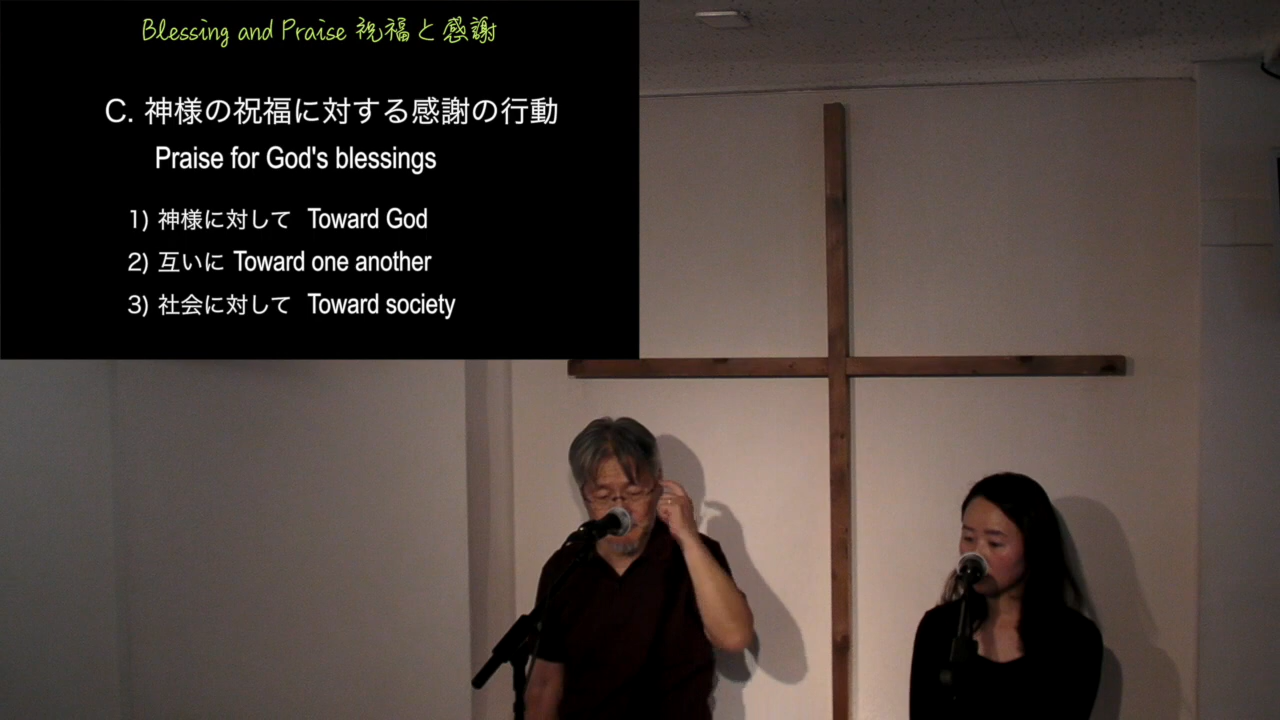 Blessing and Praise 祝福と感謝
C. 神様の祝福に対する感謝の行動
Praise for God's blessings
1) 神様に対して Toward God
2) 互いに Toward one another
3) 社会に対して Toward society